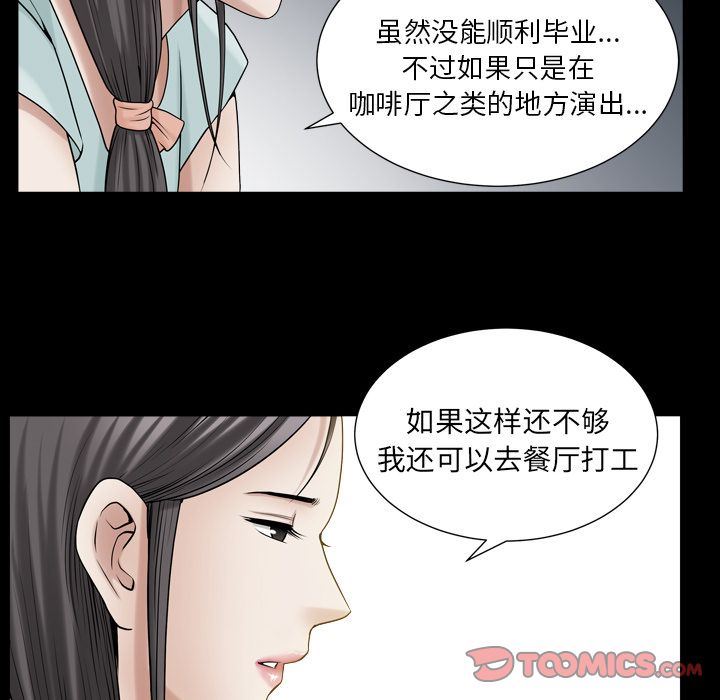 虽然没能顺利毕业...
不过如果只是在
咖啡厅之类的地方演出...
如果这样还不够
我还可以去餐厅打工
TOOMICS.COM